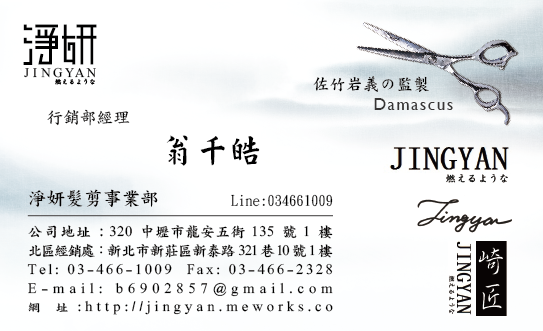 淨妍
JINGYAN
燃えるような
佐竹岩義の監製
Damascus
行銷部經理
翁千皓
JINGYAN
燃えるような
淨妍髮剪事業部
Line:034661009
Jingyan
公司地址：320 中壢市龍安五街 135 號 1 樓
北區經銷處：新北市新莊區新泰路 321 巷 10 號 1 樓
Tel: 03-466-1009 Fax: 03-466-2328
E-mail: b6902857@gmail.com
網 址:http://jingyan.meworks.co
崎匠
JINGYAN
燃えるような